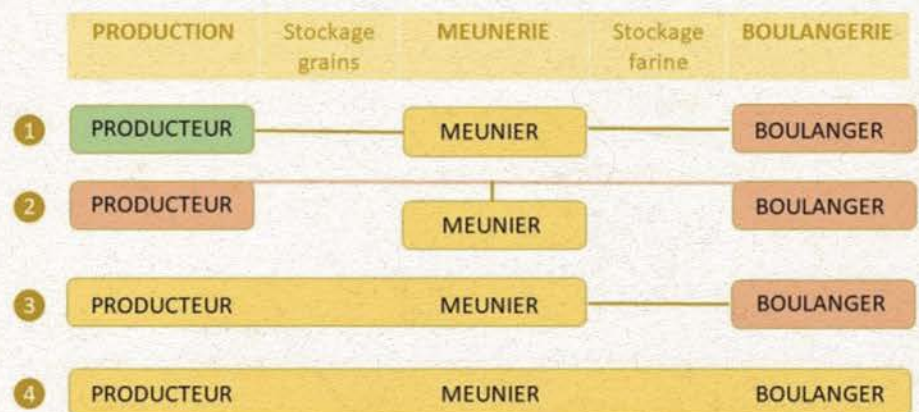 PRODUCTION Stockage grains MEUNERIE Stockage farine BOULANGERIE
1 PRODUCTEUR MEUNIER BOULANGER
2 PRODUCTEUR MEUNIER BOULANGER
3 PRODUCTEUR MEUNIER BOULANGER
4 PRODUCTEUR MEUNIER BOULANGER